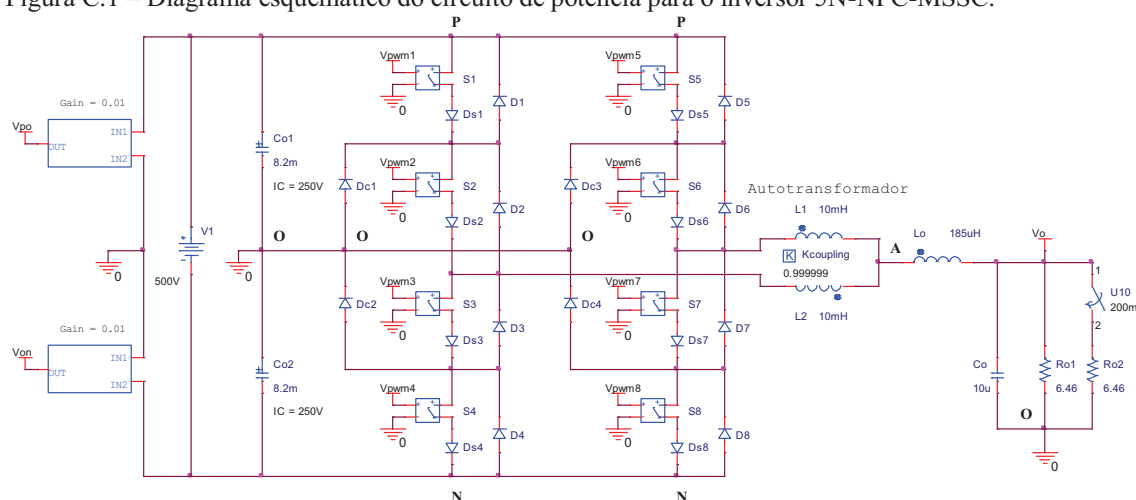 Figura C.1 – Diagrama esquemático do circuito de potência para o inversor 5N-NPC-MSSC.
P
P
Vpwm1
S1
0
Ds1
D1
Vpwm5
S5
0
Ds5
D5
Gain = 0.01
Vpo
OUT
IN1
IN2
Co1
8.2m
IC = 250V
Dc1
Vpwm2
S2
0
Ds2
D2
Dc3
Vpwm6
S6
0
Ds6
D6
Autotransformador
L1 10mH
V1
500V
0
0
O
O
O
K Kcoupling
0.999999
L2 10mH
A
Lo 185uH
Vo
1
U10
200m
2
Dc2
Vpwm3
S3
0
Ds3
D3
Dc4
Vpwm7
S7
0
Ds7
D7
Gain = 0.01
Von
OUT
IN1
IN2
Co2
8.2m
IC = 250V
Vpwm4
S4
0
Ds4
D4
Vpwm8
S8
0
Ds8
D8
Co
10u
Ro1
6.46
Ro2
6.46
O
0
N
N